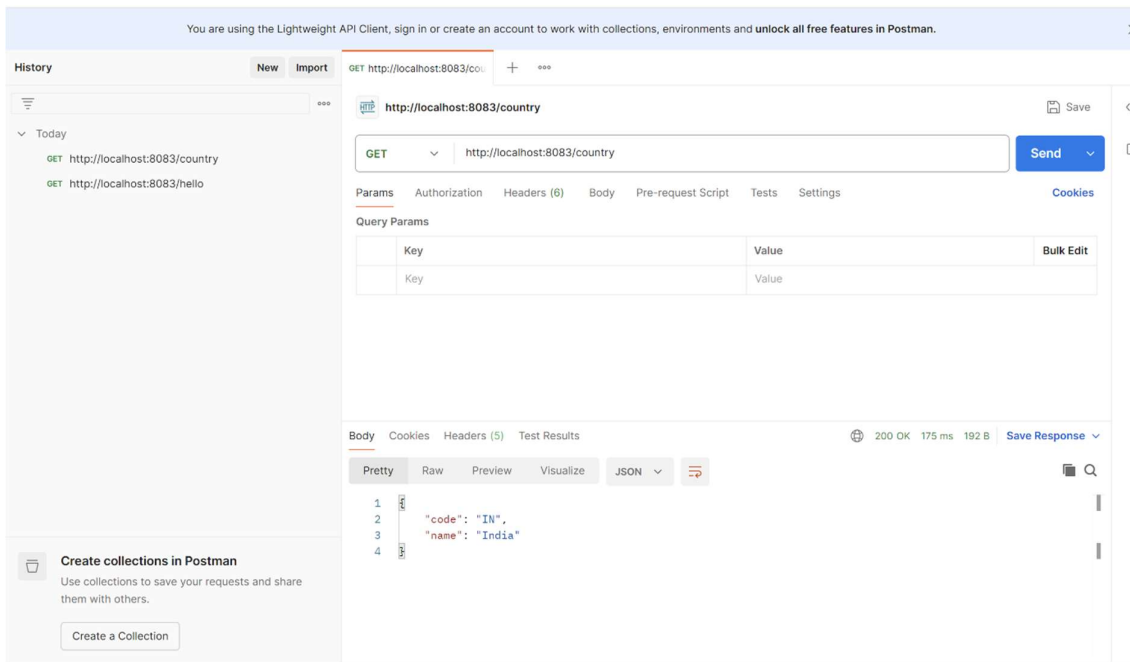 You are using the Lightweight API Client, sign in or create an account to work with collections, environments and unlock all free features in Postman.
History
New
Import
GET http://localhost:8083/cou
Today
GET http://localhost:8083/country
GET http://localhost:8083/hello
HTTP http://localhost:8083/country
Save
GET
http://localhost:8083/country
Send
Params Authorization Headers (6) Body Pre-request Script Tests Settings Cookies
Query Params
Key Value Bulk Edit
Key Value
Body Cookies Headers (5) Test Results 200 OK 175 ms 192 B Save Response
Pretty Raw Preview Visualize JSON
1 {
2 "code": "IN",
3 "name": "India"
4 }
Create collections in Postman
Use collections to save your requests and share
them with others.
Create a Collection